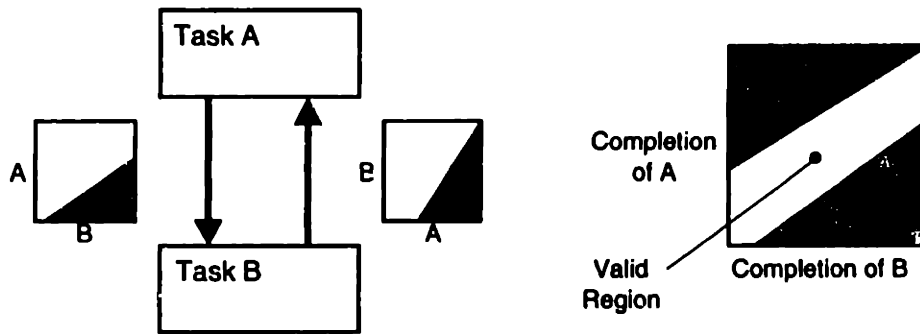 Task A
A
B
B
A
Task B
Completion
of A
Valid
Region
Completion of B